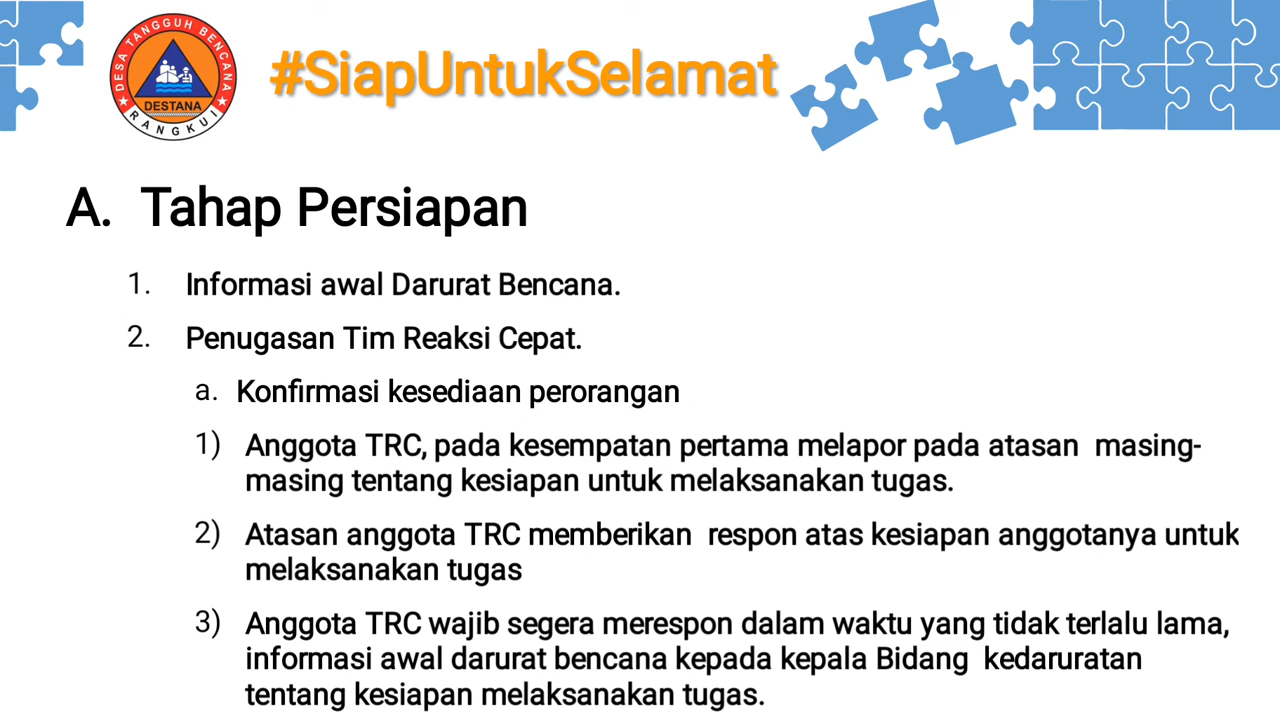 DESA TANGGUH BENCANA
DESTANA
RANGKUI
#SiapUntukSelamat
A. Tahap Persiapan
1. Informasi awal Darurat Bencana.
2. Penugasan Tim Reaksi Cepat.
a. Konfirmasi kesediaan perorangan
1) Anggota TRC, pada kesempatan pertama melapor pada atasan masing-
masing tentang kesiapan untuk melaksanakan tugas.
2) Atasan anggota TRC memberikan respon atas kesiapan anggotanya untuk
melaksanakan tugas
3) Anggota TRC wajib segera merespon dalam waktu yang tidak terlalu lama,
informasi awal darurat bencana kepada kepala Bidang kedaruratan
tentang kesiapan melaksanakan tugas.